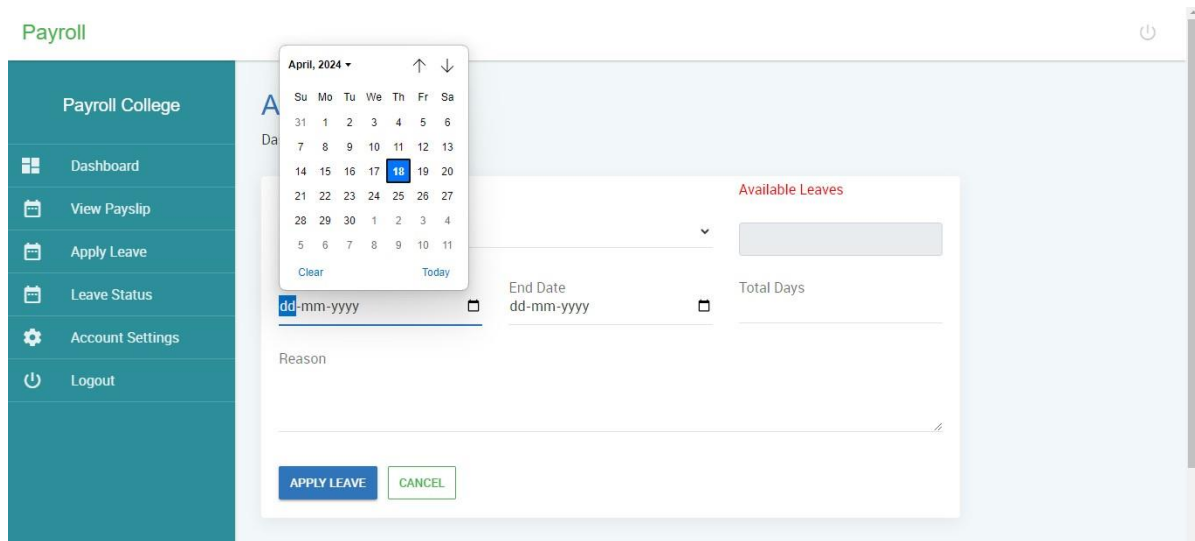 Payroll
Payroll College
Dashboard
View Payslip
Apply Leave
Leave Status
Account Settings
Logout
A
Da
April, 2024
Su Mo Tu We Th Fr Sa
31 1 2 3 4 5 6
7 8 9 10 11 12 13
14 15 16 17 18 19 20
21 22 23 24 25 26 27
28 29 30 1 2 3 4
5 6 7 8 9 10 11
Clear Today
Available Leaves
dd-mm-yyyy
End Date
dd-mm-yyyy
Total Days
Reason
APPLY LEAVE CANCEL